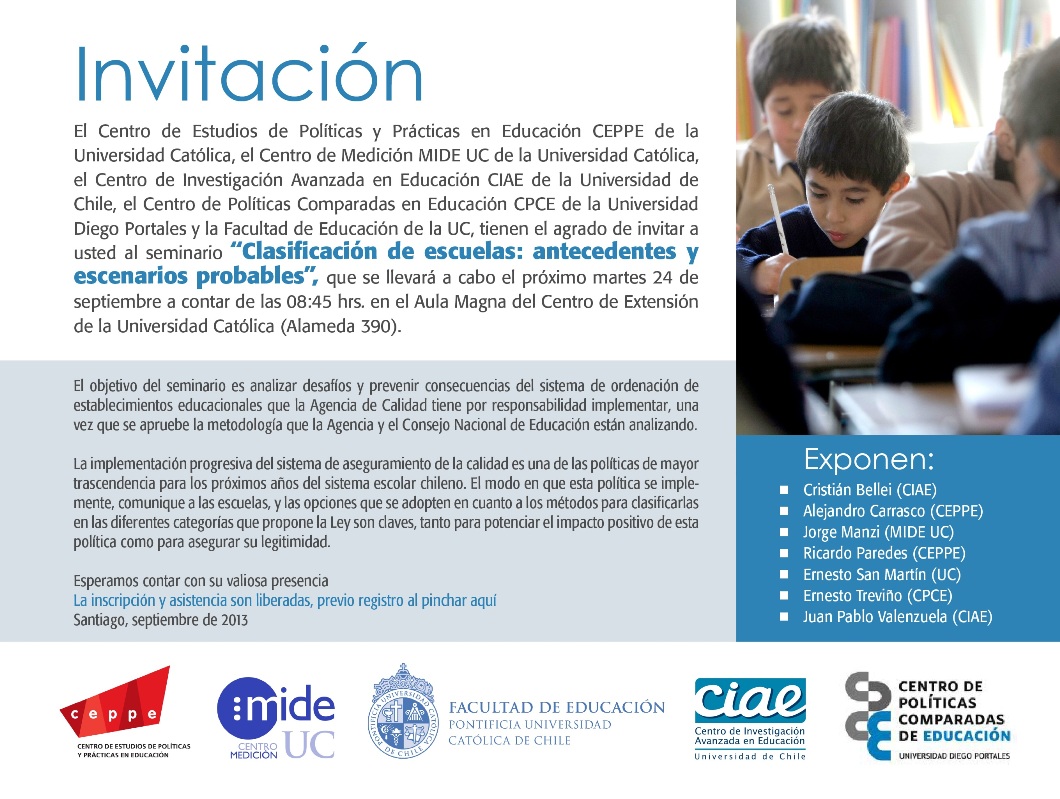 Invitación
El Centro de Estudios de Políticas y Prácticas en Educación CEPPE de la
Universidad Católica, el Centro de Medición MIDE UC de la Universidad Católica,
el Centro de Investigación Avanzada en Educación CIAE de la Universidad de
Chile, el Centro de Políticas Comparadas en Educación CPCE de la Universidad
Diego Portales y la Facultad de Educación de la UC, tienen el agrado de invitar a
usted al seminario “Clasificación de escuelas: antecedentes y
escenarios probables”, que se llevará a cabo el próximo martes 24 de
septiembre a contar de las 08:45 hrs. en el Aula Magna del Centro de Extensión
de la Universidad Católica (Alameda 390).
El objetivo del seminario es analizar desafíos y prevenir consecuencias del sistema de ordenación de
establecimientos educacionales que la Agencia de Calidad tiene por responsabilidad implementar, una
vez que se apruebe la metodología que la Agencia y el Consejo Nacional de Educación están analizando.
La implementación progresiva del sistema de aseguramiento de la calidad es una de las políticas de mayor
trascendencia para los próximos años del sistema escolar chileno. El modo en que esta política se imple-
mente, comunique a las escuelas, y las opciones que se adopten en cuanto a los métodos para clasificarlas
en las diferentes categorías que propone la Ley son claves, tanto para potenciar el impacto positivo de esta
política como para asegurar su legitimidad.
Esperamos contar con su valiosa presencia
La inscripción y asistencia son liberadas, previo registro al pinchar aquí
Santiago, septiembre de 2013
Exponen:
Cristián Bellei (CIAE)
Alejandro Carrasco (CEPPE)
Jorge Manzi (MIDE UC)
Ricardo Paredes (CEPPE)
Ernesto San Martín (UC)
Ernesto Treviño (CPCE)
Juan Pablo Valenzuela (CIAE)
ceppe
CENTRO DE ESTUDIOS DE POLÍTICAS
Y PRÁCTICAS EN EDUCACIÓN
mide
CENTRO
MEDICIÓN UC
PONTIFICIA UNIVERSIDAD CATÓLICA DE CHILE
FACULTAD DE EDUCACIÓN
PONTIFICIA UNIVERSIDAD
CATÓLICA DE CHILE
ciae
Centro de Investigación
Avanzada en Educación
Universidad de Chile
CPCE
CENTRO DE
POLÍTICAS
COMPARADAS
DE EDUCACIÓN
UNIVERSIDAD DIEGO PORTALES